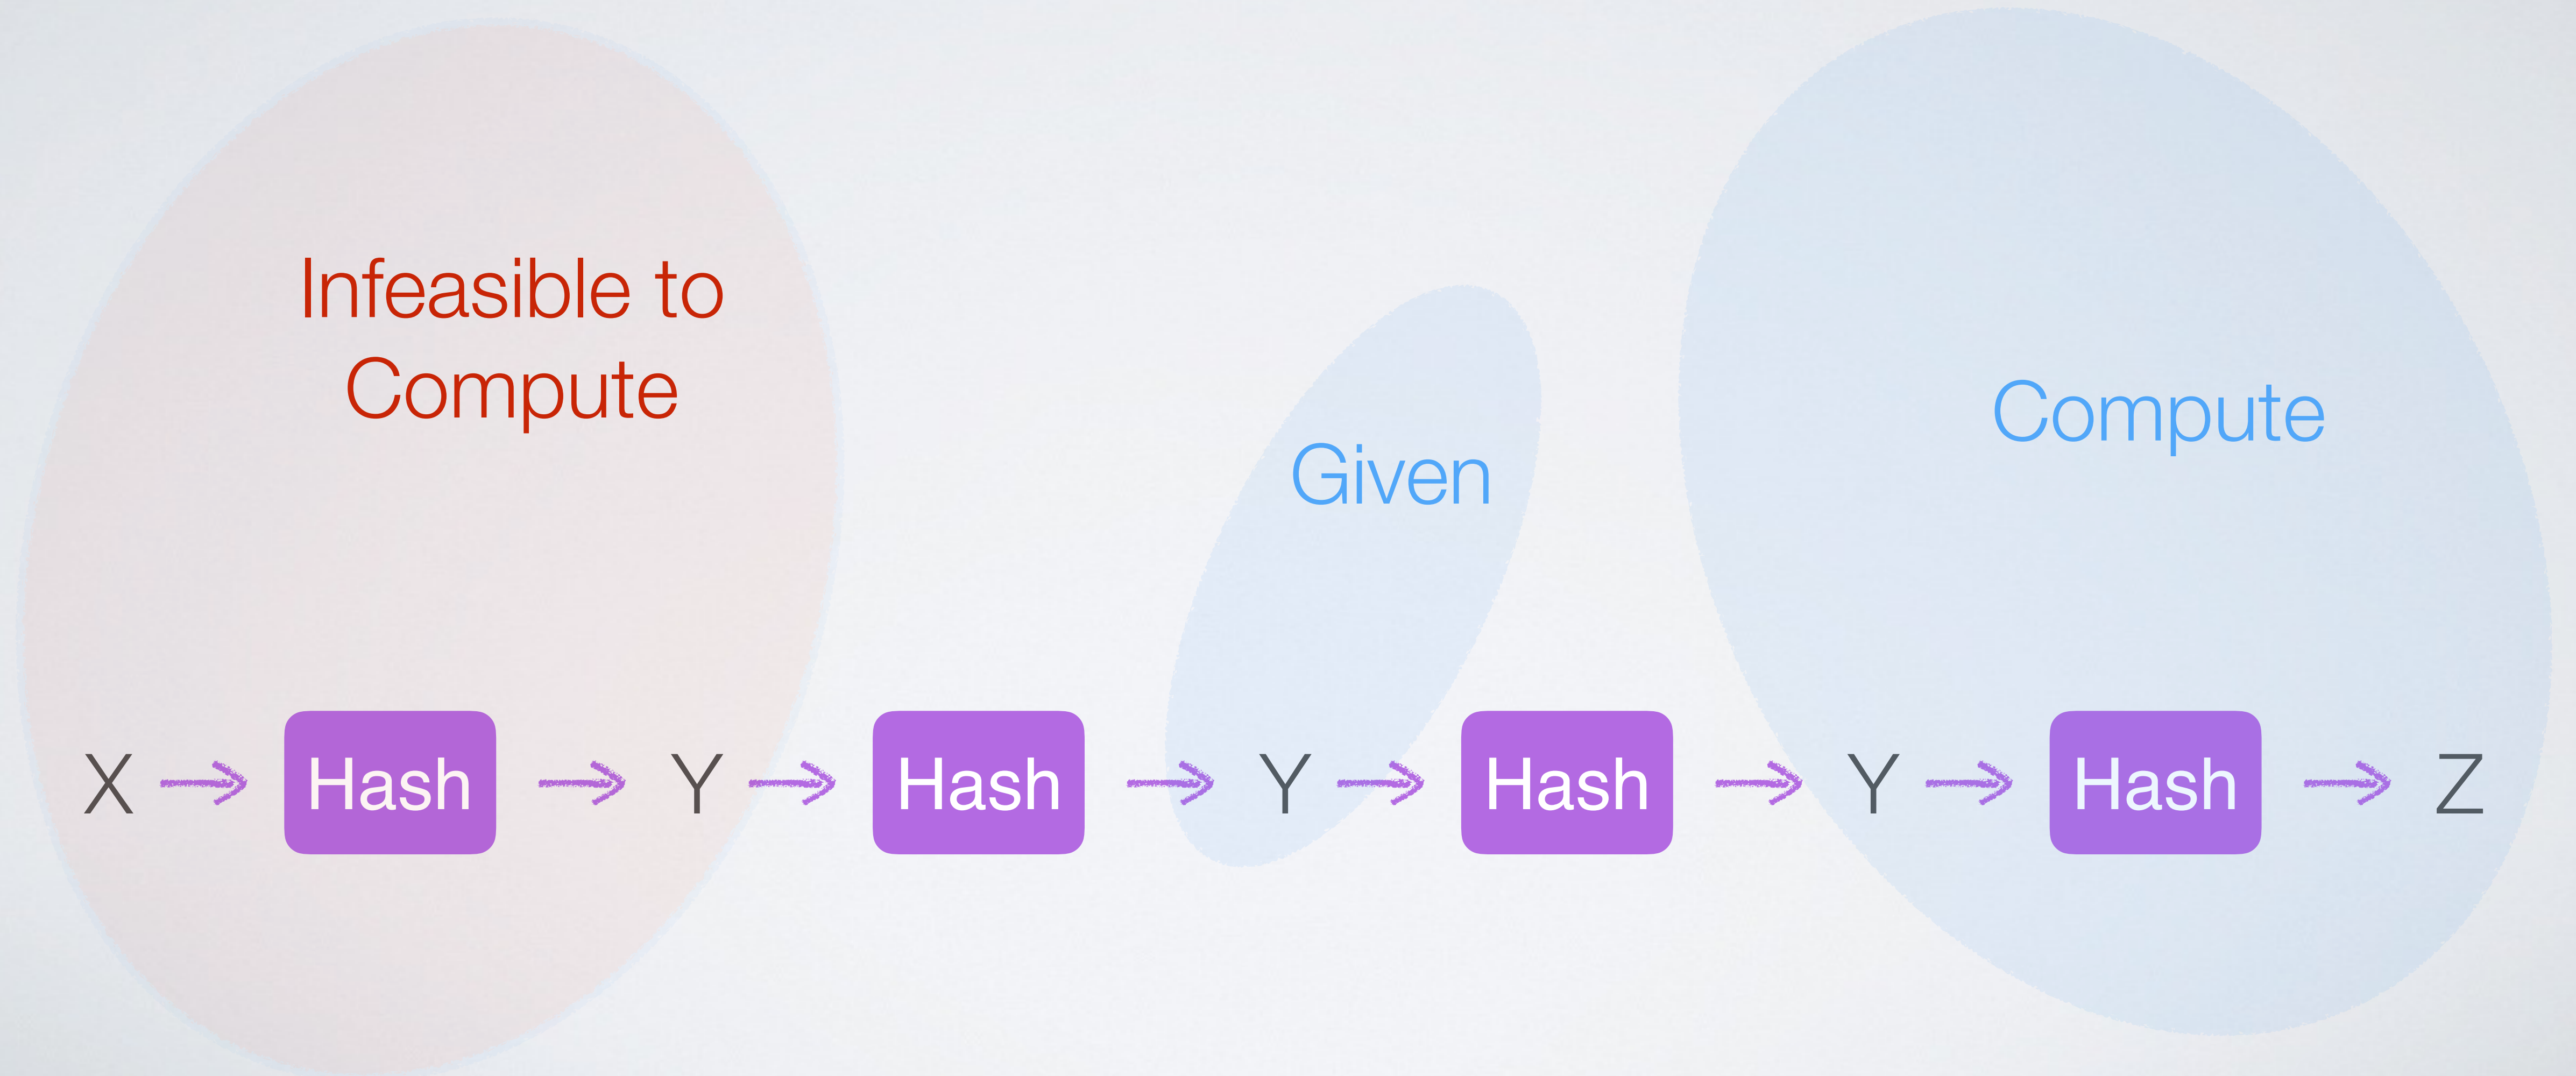 Infeasible to
Compute
Given
Compute
X → Hash → Y → Hash → Y → Hash → Y → Hash → Z